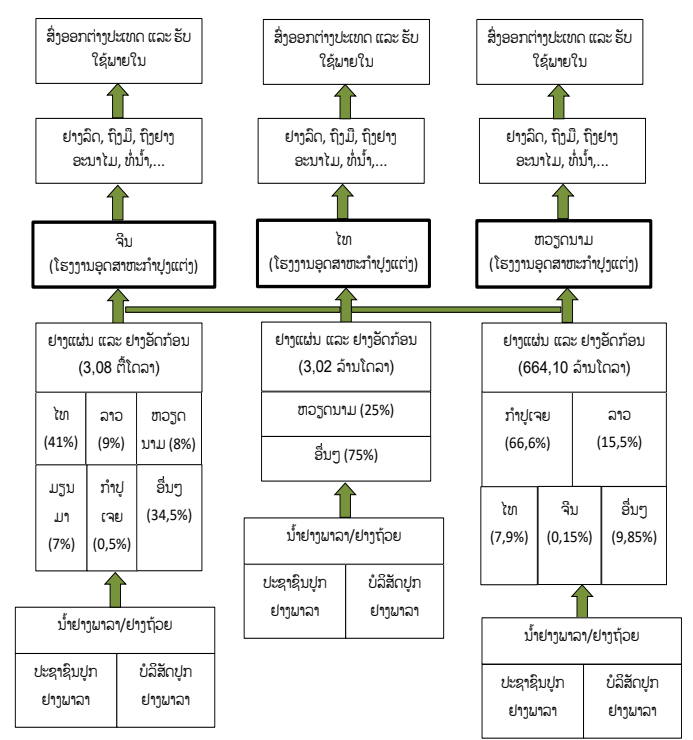 ສົ່ງອອກຕ່າງປະເທດ ແລະ ຮັບ
ໃຊ້ພາຍໃນ
ສົ່ງອອກຕ່າງປະເທດ ແລະ ຮັບ
ໃຊ້ພາຍໃນ
ສົ່ງອອກຕ່າງປະເທດ ແລະ ຮັບ
ໃຊ້ພາຍໃນ
ຢາງລົດ, ຖົງມື, ຖົງຢາງ
ອະນາໄມ, ທໍ່ນ້ຳ,...
ຢາງລົດ, ຖົງມື, ຖົງຢາງ
ອະນາໄມ, ທໍ່ນ້ຳ,...
ຢາງລົດ, ຖົງມື, ຖົງຢາງ
ອະນາໄມ, ທໍ່ນ້ຳ,...
ຈີນ
(ໂຮງງານອຸດສາຫະກຳປຸງແຕ່ງ)
ໄທ
(ໂຮງງານອຸດສາຫະກຳປຸງແຕ່ງ)
ຫວຽດນາມ
(ໂຮງງານອຸດສາຫະກຳປຸງແຕ່ງ)
ຢາງແຜ່ນ ແລະ ຢາງອັດກ້ອນ
(3,08 ຕື້ໂດລາ)
ໄທ
(41%)
ລາວ
(9%)
ຫວຽດ
ນາມ (8%)
ມຽນ
ມາ
(7%)
ກຳປູ
ເຈຍ
(0,5%)
ອື່ນໆ
(34,5%)
ນ້ຳຢາງພາລາ/ຢາງຖ້ວຍ
ປະຊາຊົນປູກ
ຢາງພາລາ
ບໍລິສັດປູກ
ຢາງພາລາ
ຢາງແຜ່ນ ແລະ ຢາງອັດກ້ອນ
(3,02 ລ້ານໂດລາ)
ຫວຽດນາມ (25%)
ອື່ນໆ (75%)
ນ້ຳຢາງພາລາ/ຢາງຖ້ວຍ
ປະຊາຊົນປູກ
ຢາງພາລາ
ບໍລິສັດປູກ
ຢາງພາລາ
ຢາງແຜ່ນ ແລະ ຢາງອັດກ້ອນ
(664,10 ລ້ານໂດລາ)
ກຳປູເຈຍ
(66,6%)
ລາວ
(15,5%)
ໄທ
(7,9%)
ຈີນ
(0,15%)
ອື່ນໆ
(9,85%)
ນ້ຳຢາງພາລາ/ຢາງຖ້ວຍ
ປະຊາຊົນປູກ
ຢາງພາລາ
ບໍລິສັດປູກ
ຢາງພາລາ